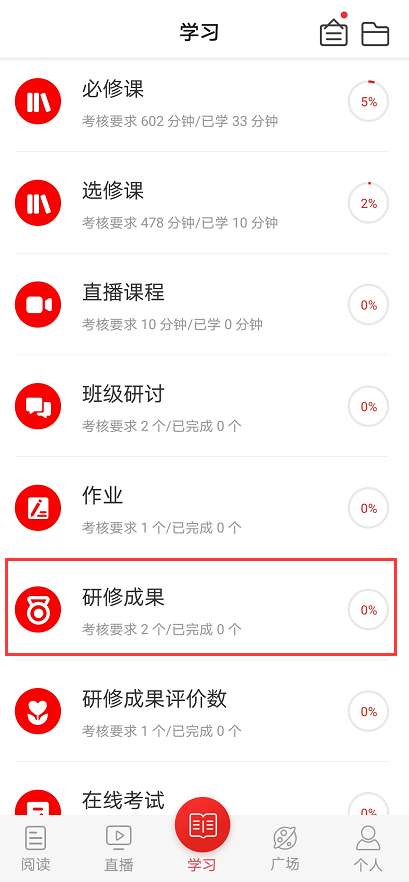 学习
必修课
考核要求 602 分钟/已学 33 分钟
5%
选修课
考核要求 478 分钟/已学 10 分钟
2%
直播课程
考核要求 10 分钟/已学 0 分钟
0%
班级研讨
考核要求 2 个/已完成 0 个
0%
作业
考核要求 1 个/已完成 0 个
0%
研修成果
考核要求 2 个/已完成 0 个
0%
研修成果评价数
考核要求 1 个/已完成 0 个
0%
在线考试
0%
阅读
直播
学习
广场
个人